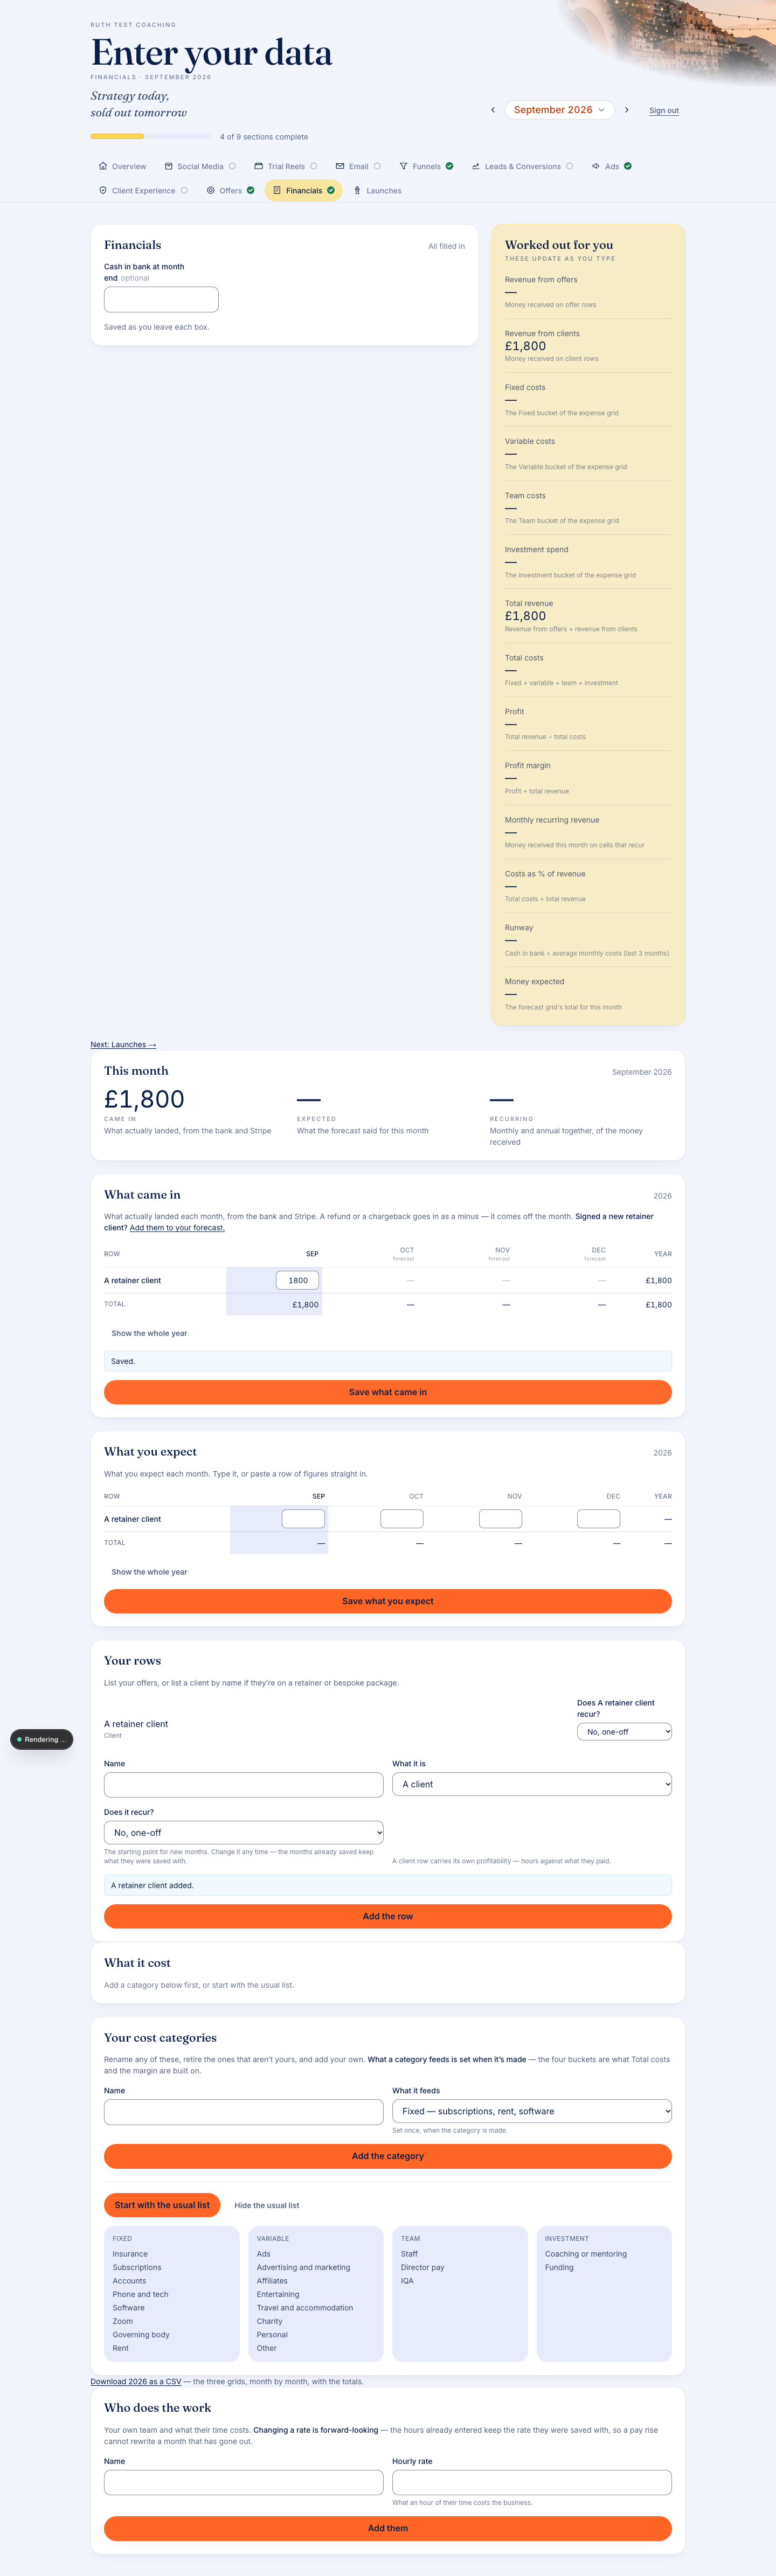 RUTH TEST COACHING
Enter your data
FINANCIALS · SEPTEMBER 2026
Strategy today,
sold out tomorrow
September 2026
Sign out
4 of 9 sections complete
Overview
Social Media
Trial Reels
Email
Funnels
Leads & Conversions
Ads
Client Experience
Offers
Financials
Launches
Financials
All filled in
Cash in bank at month
end optional
Saved as you leave each box.
Worked out for you
THESE UPDATE AS YOU TYPE
Revenue from offers
—
Money received on offer rows
Revenue from clients
£1,800
Money received on client rows
Fixed costs
—
The Fixed bucket of the expense grid
Variable costs
—
The Variable bucket of the expense grid
Team costs
—
The Team bucket of the expense grid
Investment spend
—
The Investment bucket of the expense grid
Total revenue
£1,800
Revenue from offers + revenue from clients
Total costs
—
Fixed + variable + team + investment
Profit
—
Total revenue − total costs
Profit margin
—
Profit ÷ total revenue
Monthly recurring revenue
—
Money received this month on cells that recur
Costs as % of revenue
—
Total costs ÷ total revenue
Runway
—
Cash in bank ÷ average monthly costs (last 3 months)
Money expected
—
The forecast grid's total for this month
Next: Launches →
This month
September 2026
£1,800
CAME IN
What actually landed, from the bank and Stripe
—
EXPECTED
What the forecast said for this month
—
RECURRING
Monthly and annual together, of the money
received
What came in
2026
What actually landed each month, from the bank and Stripe. A refund or a chargeback goes in as a minus — it comes off the month. Signed a new retainer
client? Add them to your forecast.
ROW SEP OCT NOV DEC YEAR
forecast forecast forecast
A retainer client 1800 — — — £1,800
TOTAL £1,800 — — — £1,800
Show the whole year
Saved.
Save what came in
What you expect
2026
What you expect each month. Type it, or paste a row of figures straight in.
ROW SEP OCT NOV DEC YEAR
A retainer client —
TOTAL — — — — —
Show the whole year
Save what you expect
Your rows
List your offers, or list a client by name if they're on a retainer or bespoke package.
A retainer client
Client
Does A retainer client
recur?
No, one-off
Rendering ...
Name
What it is
A client
Does it recur?
No, one-off
The starting point for new months. Change it any time — the months already saved keep
what they were saved with.
A client row carries its own profitability — hours against what they paid.
A retainer client added.
Add the row
What it cost
Add a category below first, or start with the usual list.
Your cost categories
Rename any of these, retire the ones that aren't yours, and add your own. What a category feeds is set when it's made — the four buckets are what Total costs
and the margin are built on.
Name
What it feeds
Fixed — subscriptions, rent, software
Set once, when the category is made.
Add the category
Start with the usual list
Hide the usual list
FIXED
Insurance
Subscriptions
Accounts
Phone and tech
Software
Zoom
Governing body
Rent
VARIABLE
Ads
Advertising and marketing
Affiliates
Entertaining
Travel and accommodation
Charity
Personal
Other
TEAM
Staff
Director pay
IQA
INVESTMENT
Coaching or mentoring
Funding
Download 2026 as a CSV — the three grids, month by month, with the totals.
Who does the work
Your own team and what their time costs. Changing a rate is forward-looking — the hours already entered keep the rate they were saved with, so a pay rise
cannot rewrite a month that has gone out.
Name
Hourly rate
What an hour of their time costs the business.
Add them